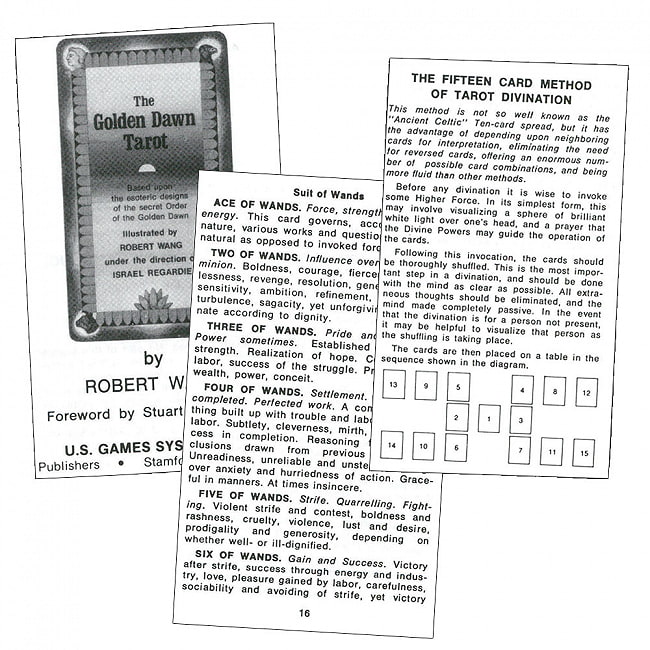 The
Golden Dawn
Tarot
Based upon
the esoteric designs
of the secret Order
of the Golden Dawn
Illustrated by
ROBERT WANG
under the direction o
ISRAEL REGARDIE
by
ROBERT W
Foreword by Stuart
U.S. GAMES SYS
Publishers • Stamf
Suit of Wands
ACE OF WANDS. Force, strength
energy. This card governs, acc
nature, various works and question
natural as opposed to invoked forc
TWO OF WANDS. Influence over
minion. Boldness, courage, fierce
lessness, revenge, resolution, gene
sensitivity, ambition, refinement,
turbulence, sagacity, yet unforgivin
nate according to dignity.
THREE OF WANDS. Pride and
Power sometimes. Established
strength. Realization of hope. C
labor, success of the struggle. Pr
wealth, power, conceit.
FOUR OF WANDS. Settlement.
completed. Perfected work. A con
thing built up with trouble and labo
labor. Subtlety, cleverness, mirth,
cess in completion. Reasoning f
clusions drawn from previous
Unreadiness, unreliable and unste
over anxiety and hurriedness of action. Grace-
ful in manners. At times insincere.
FIVE OF WANDS. Strife. Quarrelling. Fight-
ing. Violent strife and contest, boldness and
rashness, cruelty, violence, lust and desire,
prodigality and generosity, depending on
whether well- or ill-dignified.
SIX OF WANDS. Gain and Success. Victory
after strife, success through energy and indus-
try, love, pleasure gained by labor, carefulness,
sociability and avoiding of strife, yet victory
16
THE FIFTEEN CARD METHOD
OF TAROT DIVINATION
This method is not so well known as the
"Ancient Celtic" Ten-card spread, but it has
the advantage of depending upon neighboring
cards for interpretation, eliminating the need
for reversed cards, offering an enormous num-
ber of possible card combinations, and being
more fluid than other methods.
Before any divination it is wise to invoke
some Higher Force. In its simplest form, this
may involve visualizing a sphere of brilliant
white light over one's head, and a prayer that
the Divine Powers may guide the operation of
the cards.
Following this invocation, the cards should
be thoroughly shuffled. This is the most impor-
tant step in a divination, and should be done
with the mind as clear as possible. All extra-
neous thoughts should be eliminated, and the
mind made completely passive. In the event
that the divination is for a person not present,
it may be helpful to visualize that person as
the shuffling is taking place.
The cards are then placed on a table in the
sequence shown in the diagram.
13 9 5 4 8 12
2 1 3
14 10 6 7 11 15